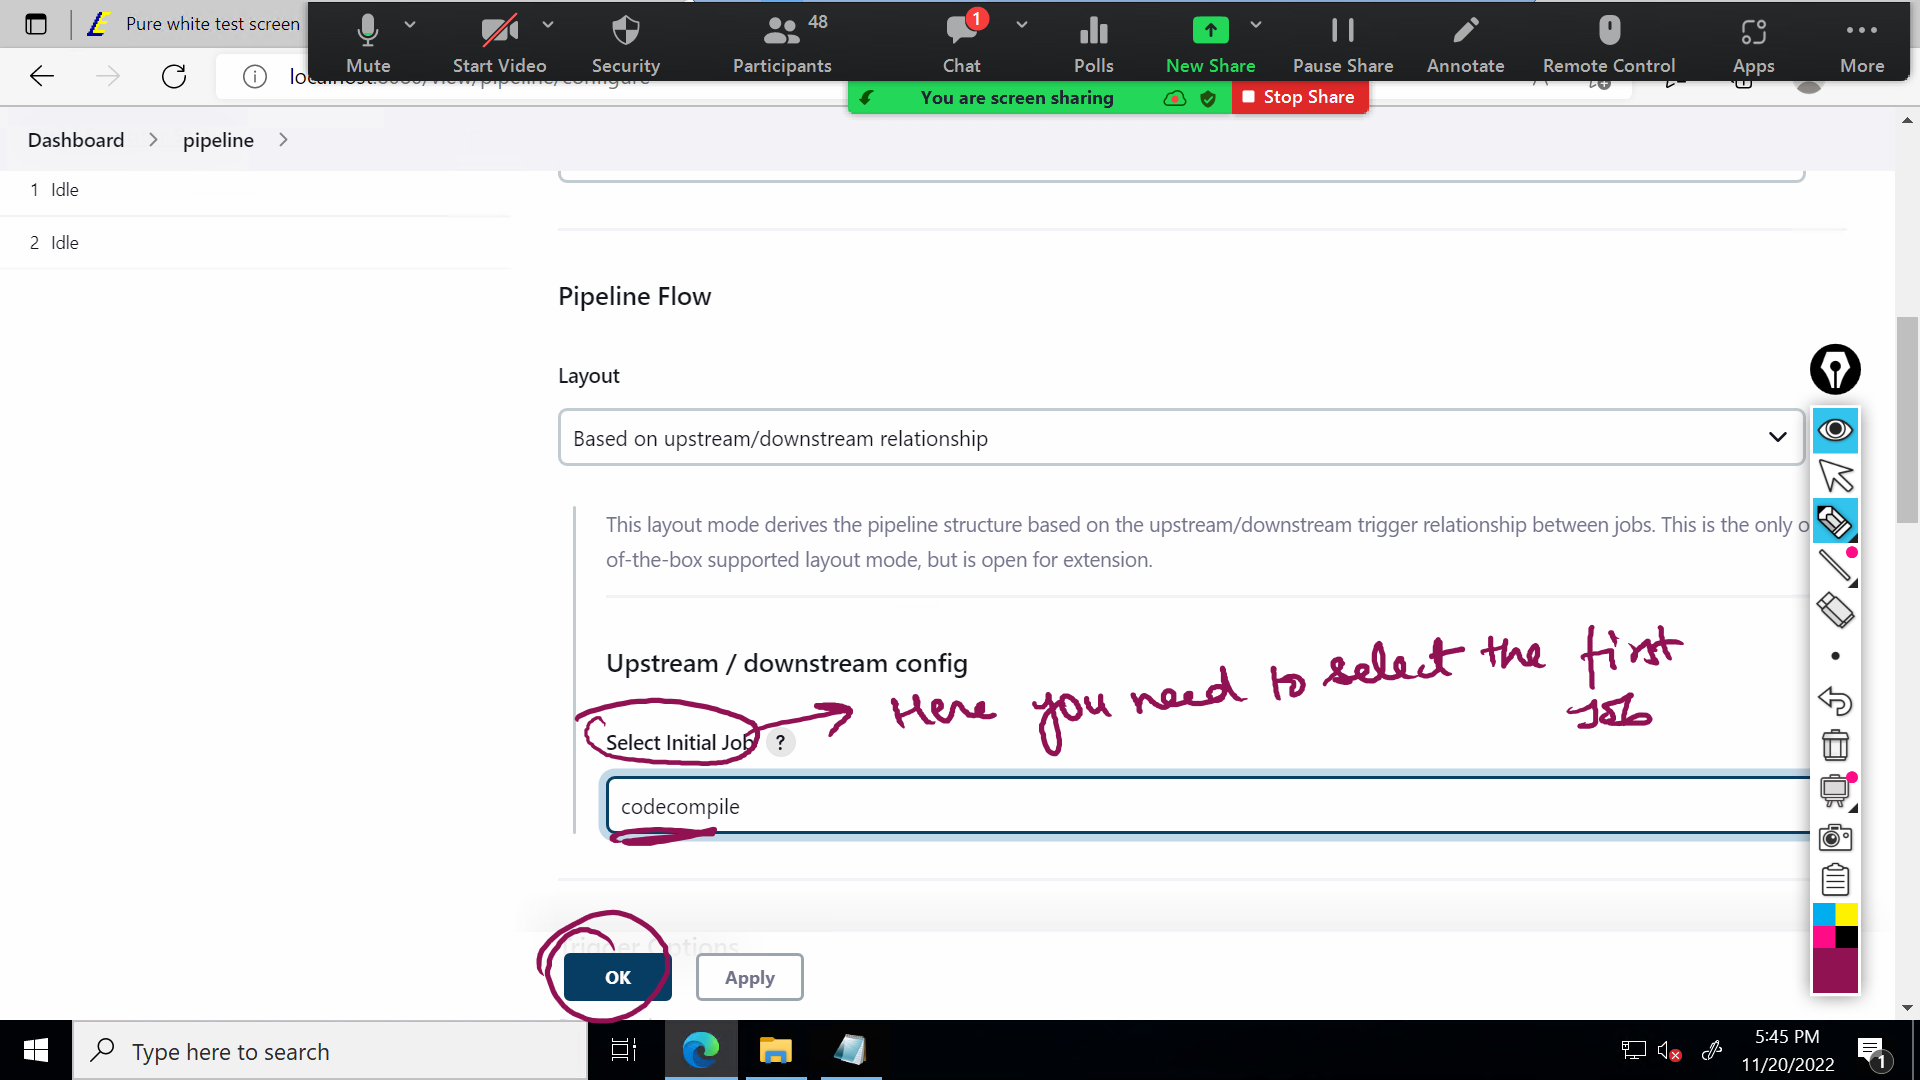 Pure white test screen
Mute
Start Video
Security
Participants
48
Chat
1
Polls
New Share
Pause Share
Annotate
Remote Control
Apps
More
You are screen sharing
Stop Share
Dashboard
pipeline
1 Idle
2 Idle
Pipeline Flow
Layout
Based on upstream/downstream relationship
This layout mode derives the pipeline structure based on the upstream/downstream trigger relationship between jobs. This is the only o
of-the-box supported layout mode, but is open for extension.
Upstream / downstream config
Here you need to select the first
Job
Select Initial Job ?
codecompile
Trigger Options
OK
Apply
Type here to search
5:45 PM
11/20/2022
1